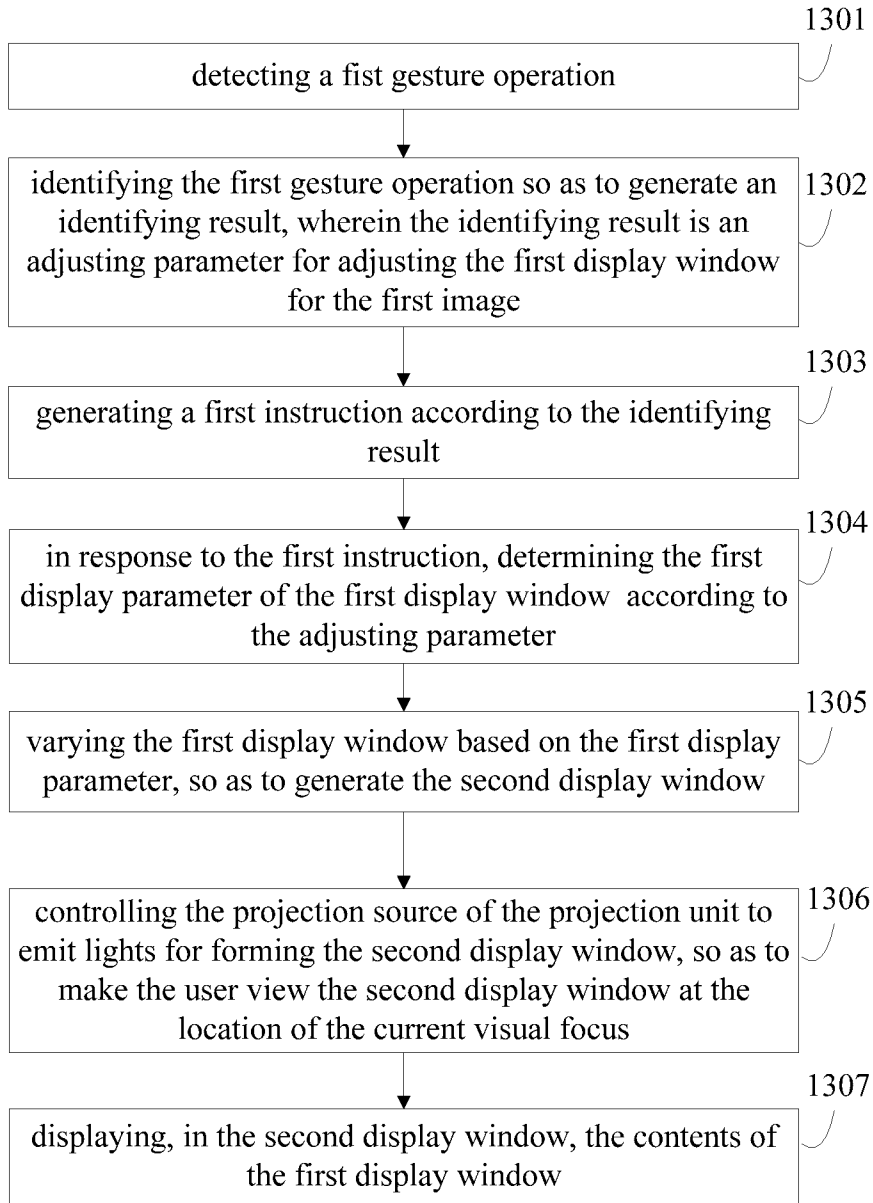 1301
detecting a fist gesture operation
1302
identifying the first gesture operation so as to generate an
identifying result, wherein the identifying result is an
adjusting parameter for adjusting the first display window
for the first image
1303
generating a first instruction according to the identifying
result
1304
in response to the first instruction, determining the first
display parameter of the first display window according to
the adjusting parameter
1305
varying the first display window based on the first display
parameter, so as to generate the second display window
1306
controlling the projection source of the projection unit to
emit lights for forming the second display window, so as to
make the user view the second display window at the
location of the current visual focus
1307
displaying, in the second display window, the contents of
the first display window